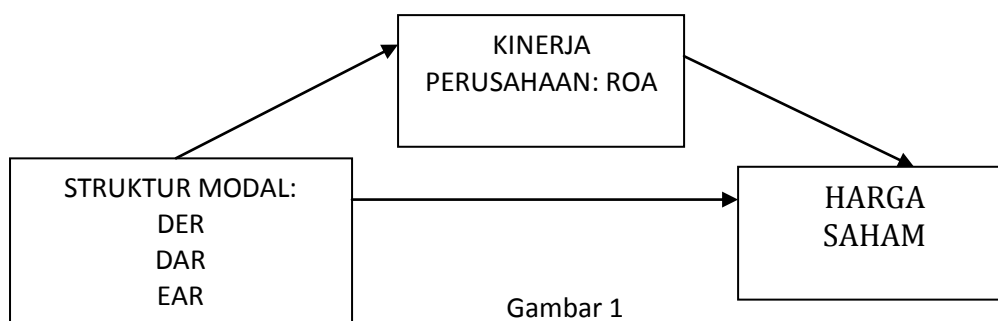 KINERJA
PERUSAHAAN: ROA
STRUKTUR MODAL:
DER
DAR
EAR
HARGA
SAHAM
Gambar 1